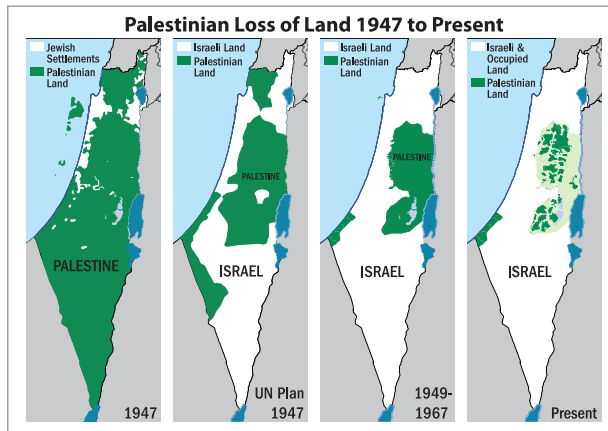 Palestinian Loss of Land 1947 to Present
Jewish
Settlements
Palestinian
Land
PALESTINE
1947
Israeli Land
Palestinian
Land
PALESTINE
ISRAEL
UN Plan
1947
Israeli Land
Palestinian
Land
PALESTINE
ISRAEL
1949-
1967
Israeli &
Occupied
Land
Palestinian
Land
ISRAEL
Present